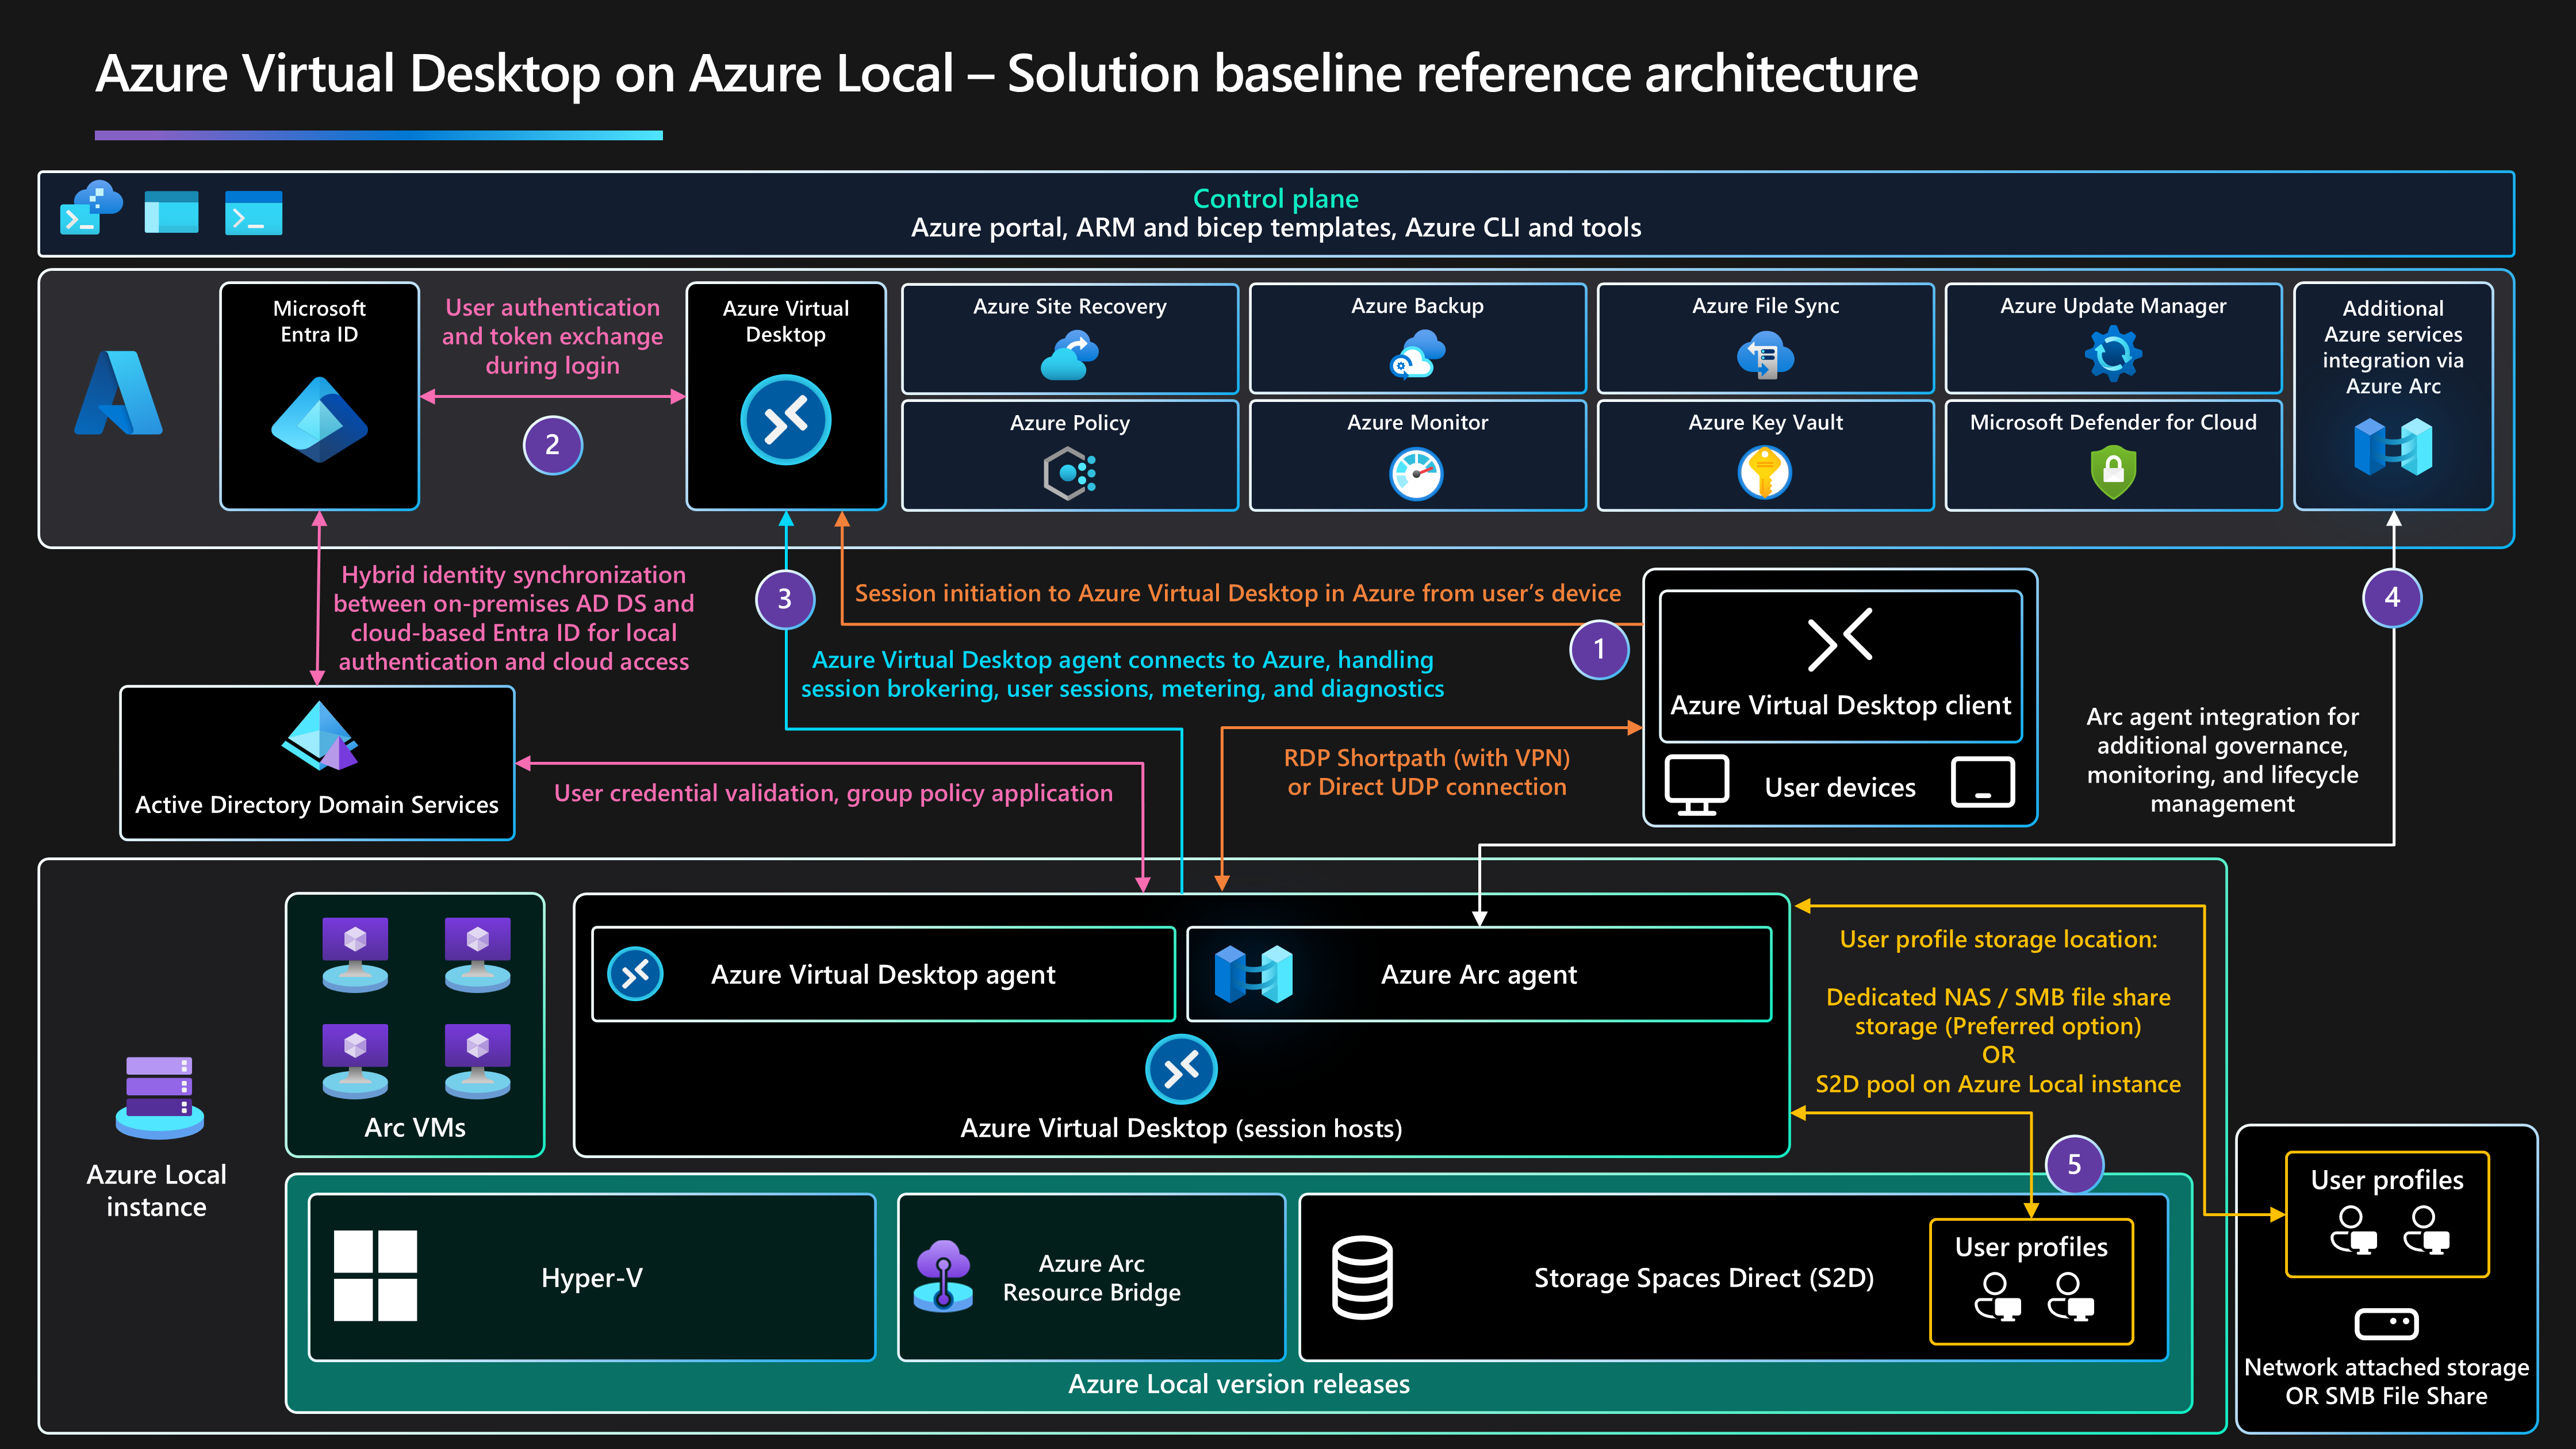 Azure Virtual Desktop on Azure Local – Solution baseline reference architecture
Control plane
Azure portal, ARM and bicep templates, Azure CLI and tools
Microsoft
Entra ID
User authentication
and token exchange
during login
2
Azure Virtual
Desktop
Azure Site Recovery
Azure Backup
Azure File Sync
Azure Update Manager
Azure Policy
Azure Monitor
Azure Key Vault
Microsoft Defender for Cloud
Additional
Azure services
integration via
Azure Arc
Hybrid identity synchronization
between on-premises AD DS and
cloud-based Entra ID for local
authentication and cloud access
3
Session initiation to Azure Virtual Desktop in Azure from user’s device
1
Azure Virtual Desktop agent connects to Azure, handling
session brokering, user sessions, metering, and diagnostics
Azure Virtual Desktop client
User devices
4
Arc agent integration for
additional governance,
monitoring, and lifecycle
management
Active Directory Domain Services
User credential validation, group policy application
RDP Shortpath (with VPN)
or Direct UDP connection
Azure Local
instance
Arc VMs
Azure Virtual Desktop agent
Azure Arc agent
Azure Virtual Desktop (session hosts)
User profile storage location:
Dedicated NAS / SMB file share
storage (Preferred option)
OR
S2D pool on Azure Local instance
5
Hyper-V
Azure Arc
Resource Bridge
Storage Spaces Direct (S2D)
User profiles
Azure Local version releases
User profiles
Network attached storage
OR SMB File Share